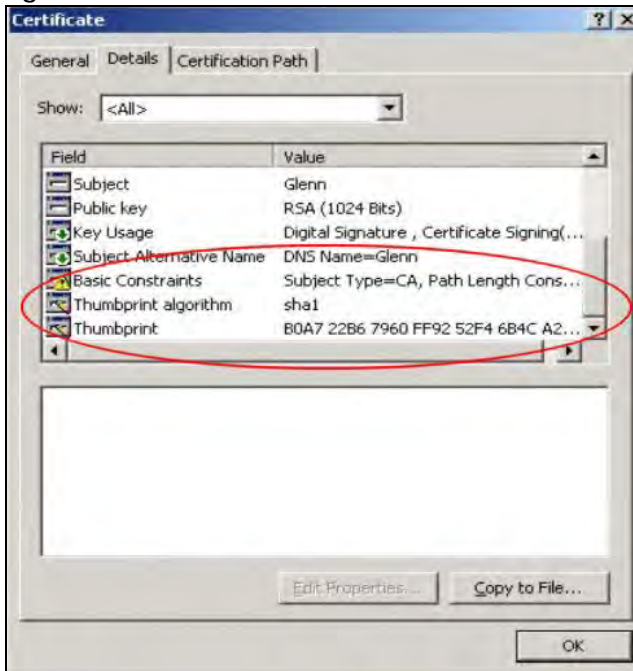 Certificate
General Details Certification Path
Show: <All>
Field Value
Subject Glenn
Public key RSA (1024 Bits)
Key Usage Digital Signature , Certificate Signing(...
Subject Alternative Name DNS Name=Glenn
Basic Constraints Subject Type=CA, Path Length Cons...
Thumbprint algorithm sha1
Thumbprint B0A7 22B6 7960 FF92 52F4 6B4C A2...
Edit Properties... Copy to File...
OK